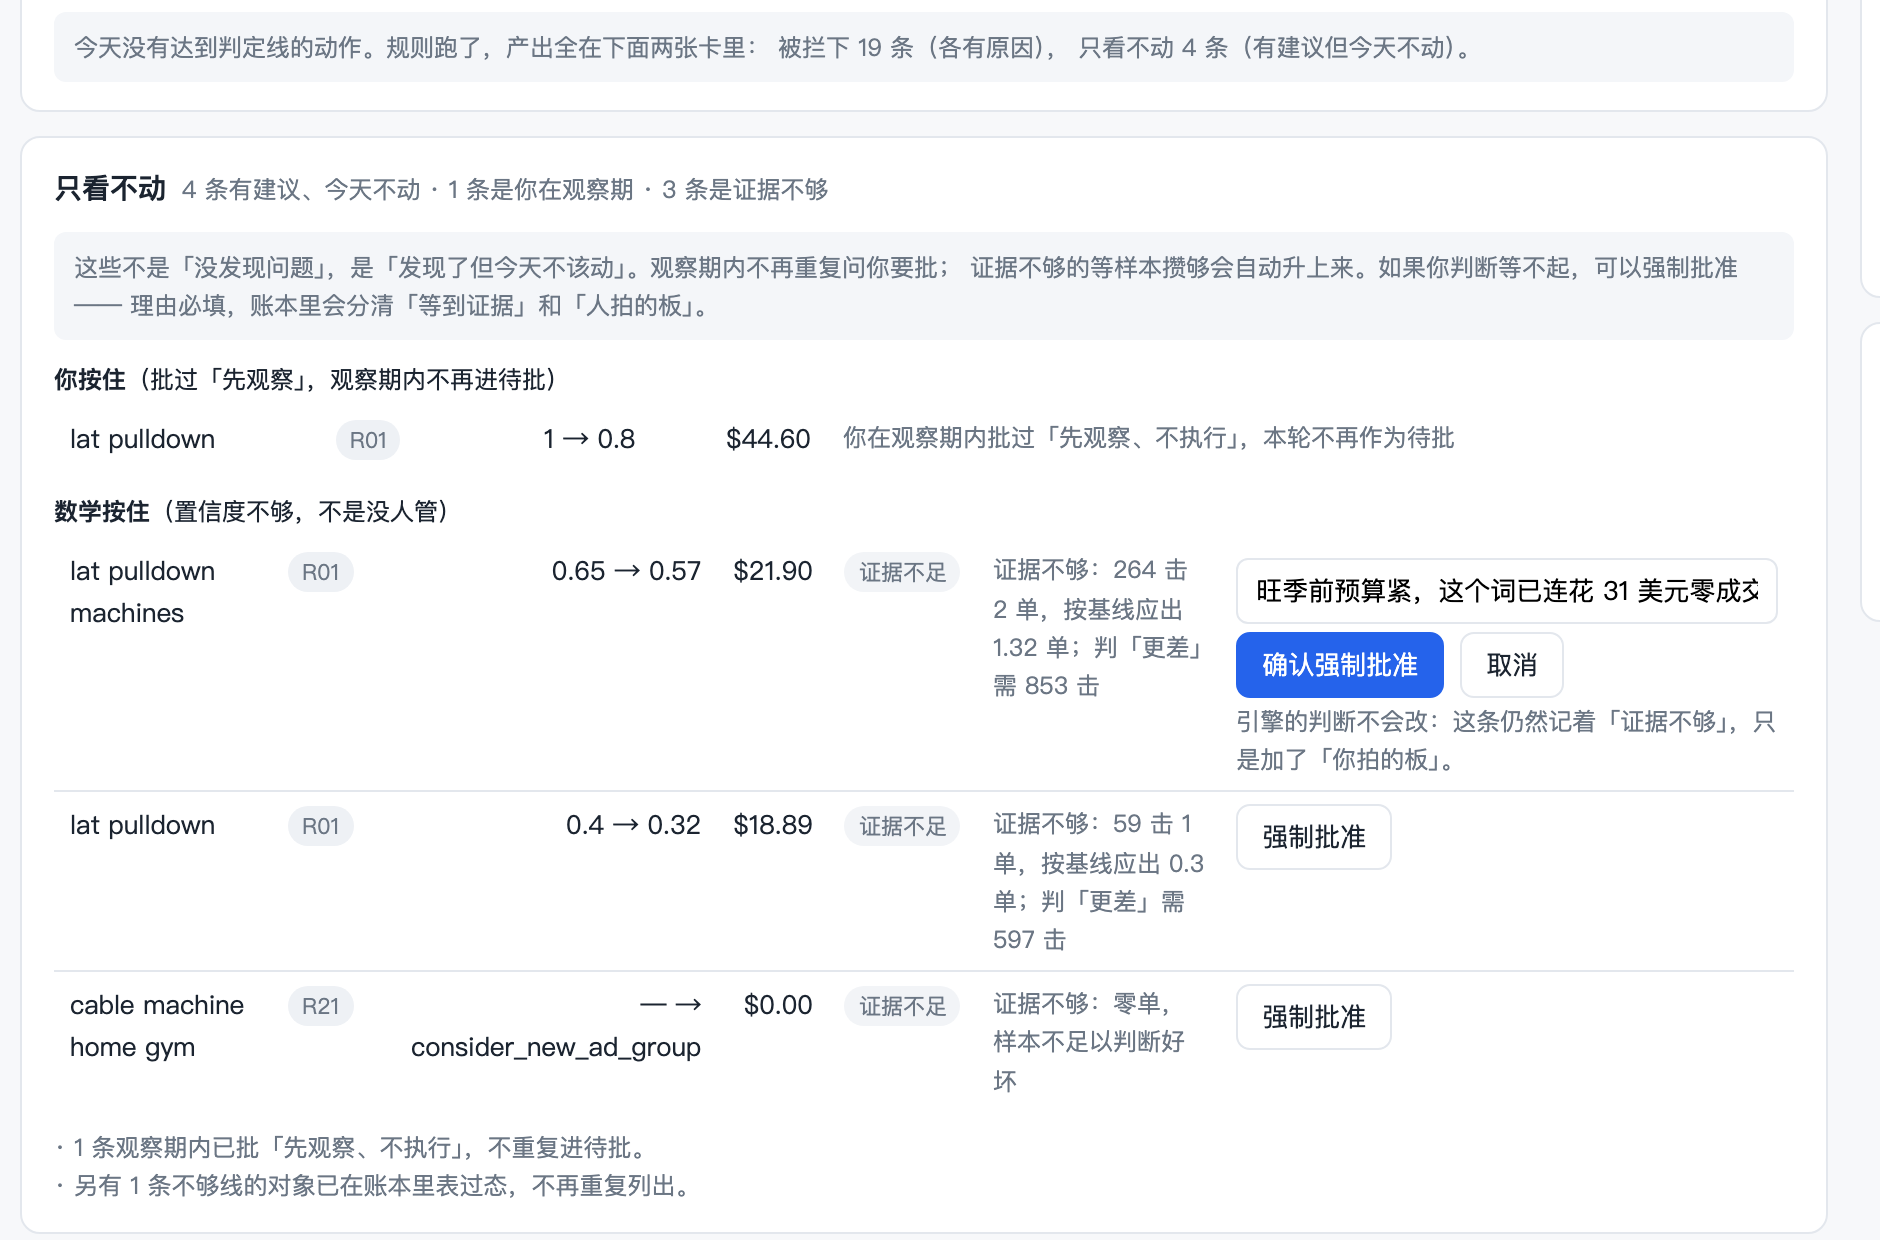 今天没有达到判定线的动作。规则跑了，产出全在下面两张卡里： 被拦下 19 条（各有原因）， 只看不动 4 条（有建议但今天不动）。
只看不动 4 条有建议、今天不动 · 1 条是你在观察期 · 3 条是证据不够
这些不是「没发现问题」，是「发现了但今天不该动」。观察期内不再重复问你要批； 证据不够的等样本攒够会自动升上来。如果你判断等不起，可以强制批准
—— 理由必填，账本里会分清「等到证据」和「人拍的板」。
你按住（批过「先观察」，观察期内不再进待批）
lat pulldown R01 1 → 0.8 $44.60 你在观察期内批过「先观察、不执行」，本轮不再作为待批
数学按住（置信度不够，不是没人管）
lat pulldown
machines
R01
0.65 → 0.57
$21.90
证据不足
证据不够：264 击
2 单，按基线应出
1.32 单；判「更差」
需 853 击
旺季前预算紧，这个词已连花 31 美元零成交
确认强制批准 取消
引擎的判断不会改：这条仍然记着「证据不够」，只
是加了「你拍的板」。
lat pulldown
R01
0.4 → 0.32
$18.89
证据不足
证据不够：59 击 1
单，按基线应出 0.3
单；判「更差」需
597 击
强制批准
cable machine
home gym
R21
— →
consider_new_ad_group
$0.00
证据不足
证据不够：零单，
样本不足以判断好
坏
强制批准
· 1 条观察期内已批「先观察、不执行」，不重复进待批。
· 另有 1 条不够线的对象已在账本里表过态，不再重复列出。